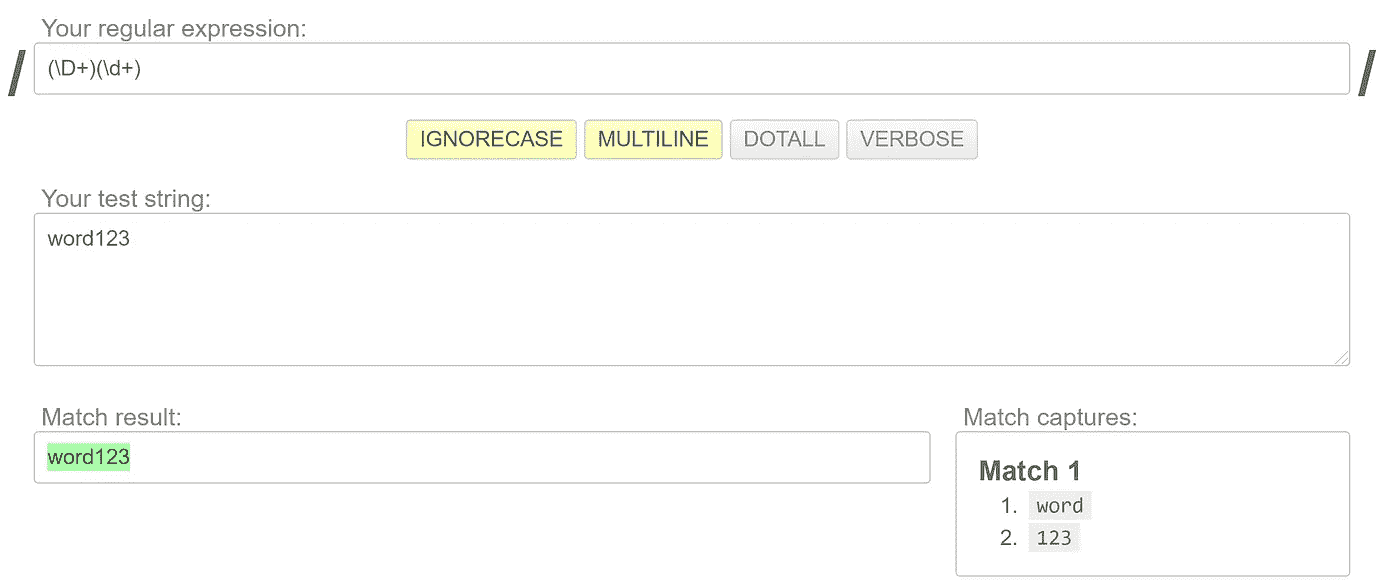 Your regular expression:
/ (\D+)(\d+) /
IGNORECASE MULTILINE DOTALL VERBOSE
Your test string:
word123
Match result:
word123
Match captures:
Match 1
1. word
2. 123